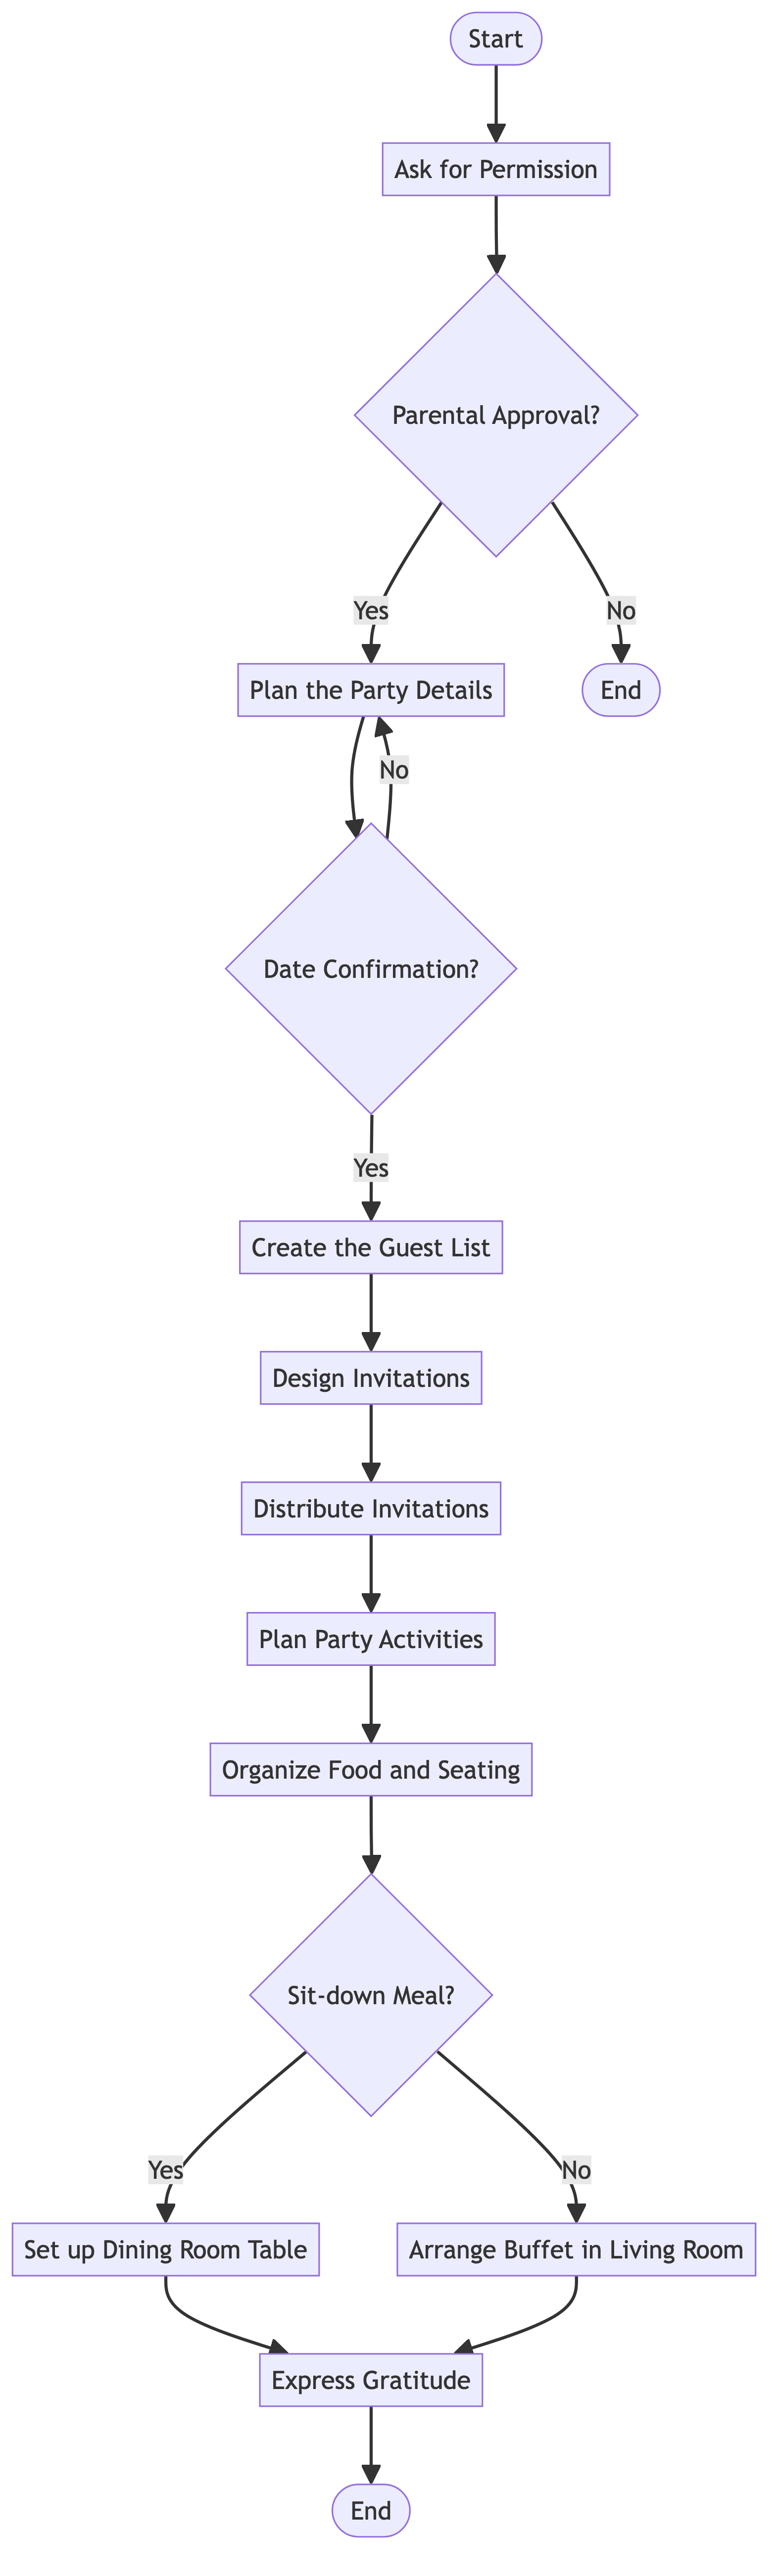 Start
Ask for Permission
Parental Approval?
Yes
No
Plan the Party Details
End
No
Date Confirmation?
Yes
Create the Guest List
Design Invitations
Distribute Invitations
Plan Party Activities
Organize Food and Seating
Sit-down Meal?
Yes
No
Set up Dining Room Table
Arrange Buffet in Living Room
Express Gratitude
End